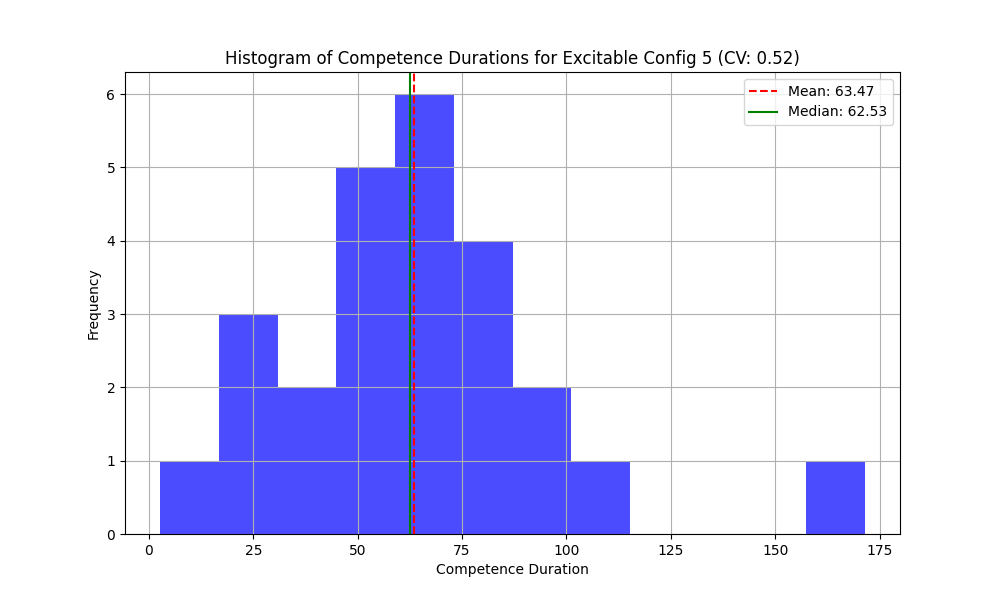 Histogram of Competence Durations for Excitable Config 5 (CV: 0.52)
Mean: 63.47
Median: 62.53
Frequency
6
5
4
3
2
1
0
0 25 50 75 100 125 150 175
Competence Duration